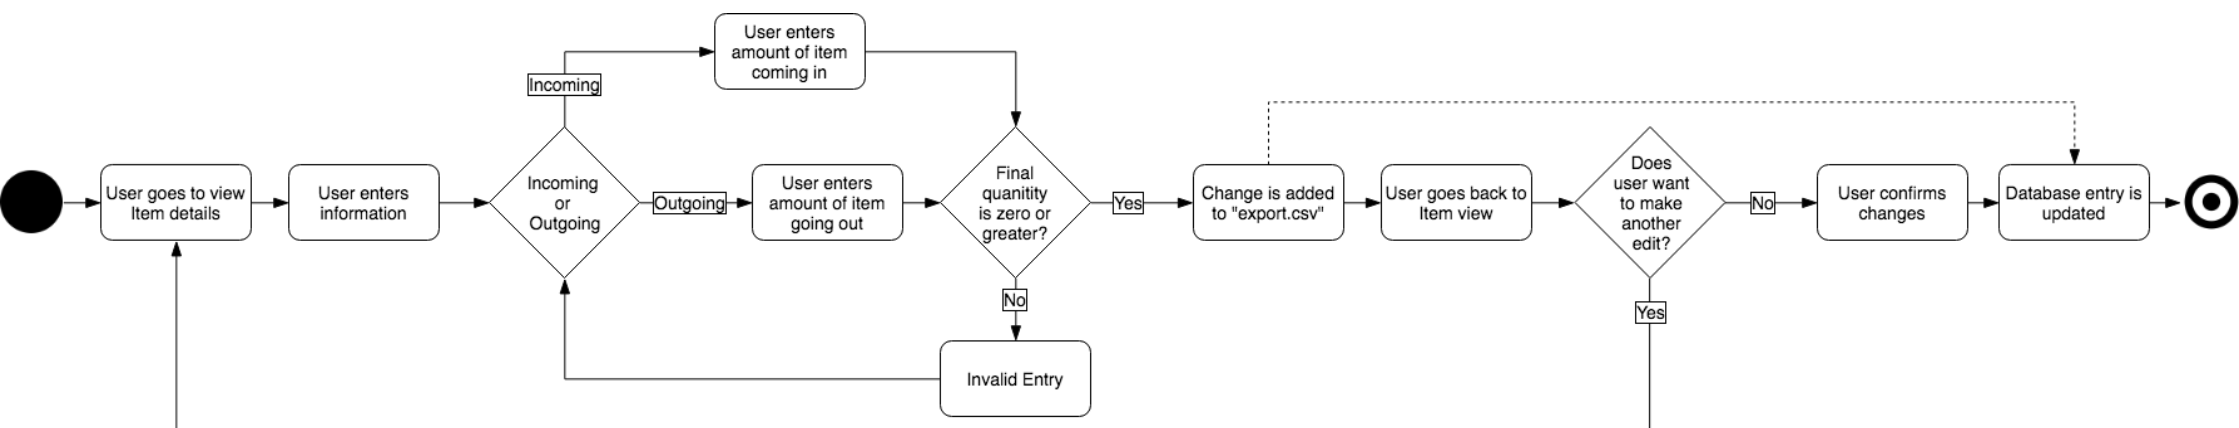 User enters
amount of item
coming in
Incoming
User goes to view
Item details
User enters
information
Incoming
or
Outgoing
Outgoing
User enters
amount of item
going out
Final
quanitity
is zero or
greater?
Yes
Change is added
to "export.csv"
User goes back to
Item view
Does
user want
to make
another
edit?
No
User confirms
changes
Database entry is
updated
No
Yes
Invalid Entry